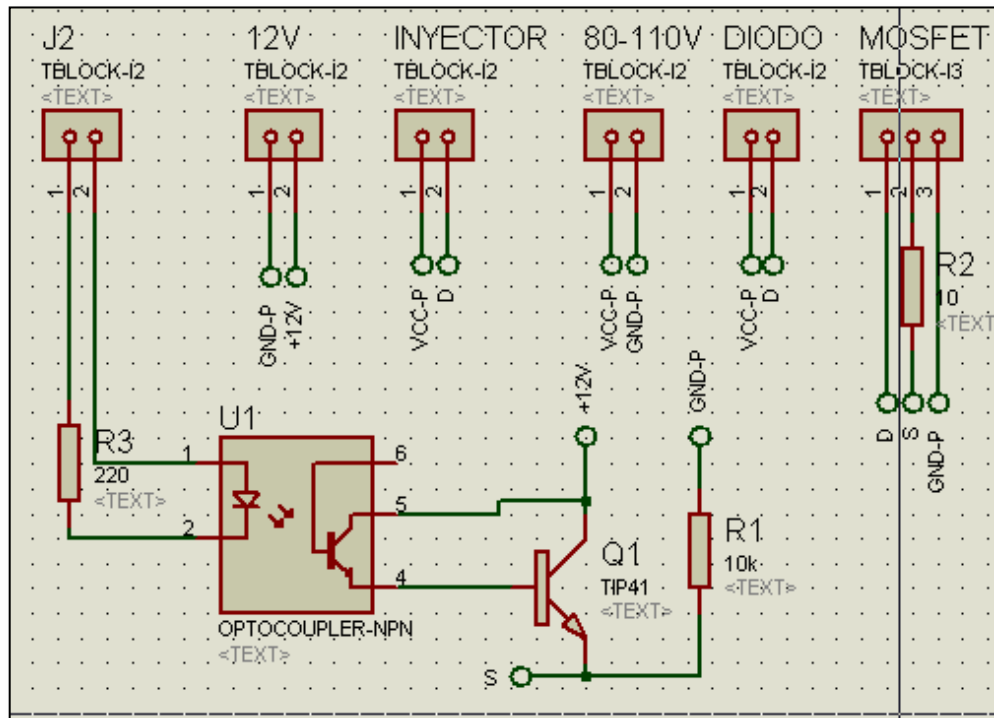 J2
TBLOCK-I2
<TEXT>
12V
TBLOCK-I2
<TEXT>
INYECTOR
TBLOCK-I2
<TEXT>
80-110V
TBLOCK-I2
<TEXT>
DIODO
TBLOCK-I2
<TEXT>
MOSFET
TBLOCK-I3
<TEXT>
1
2
1
2
1
2
1
2
1
2
1
2
3
GND-P
+12V
VCC-P
D
VCC-P
GND-P
VCC-P
D
R2
10
<TEXT
D
S
GND-P
+12V
GND-P
R3
220
<TEXT>
U1
1
2
6
5
4
OPTOCOUPLER-NPN
<TEXT>
Q1
TIP41
<TEXT>
R1
10k
<TEXT>
S